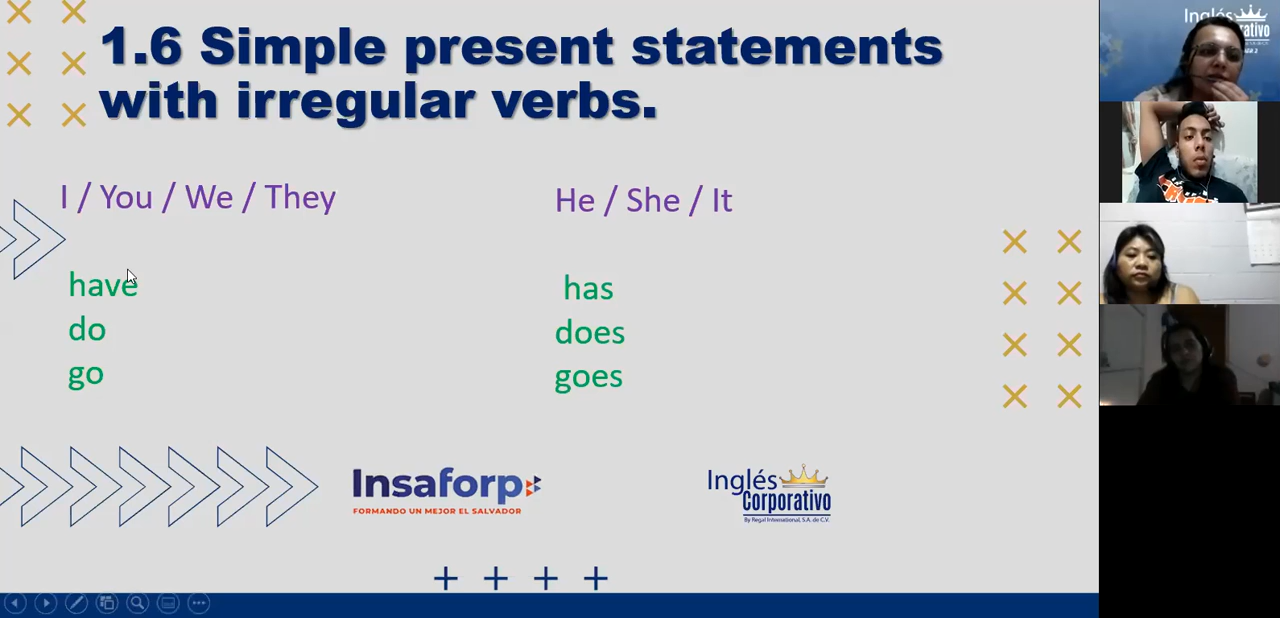 1.6 Simple present statements
with irregular verbs.
I / You / We / They
He / She / It
have
has
do
does
go
goes
Insaforp
FORMANDO UN MEJOR EL SALVADOR
Inglés
Corporativo
By Regal International, S.A. de C.V.
Inglés